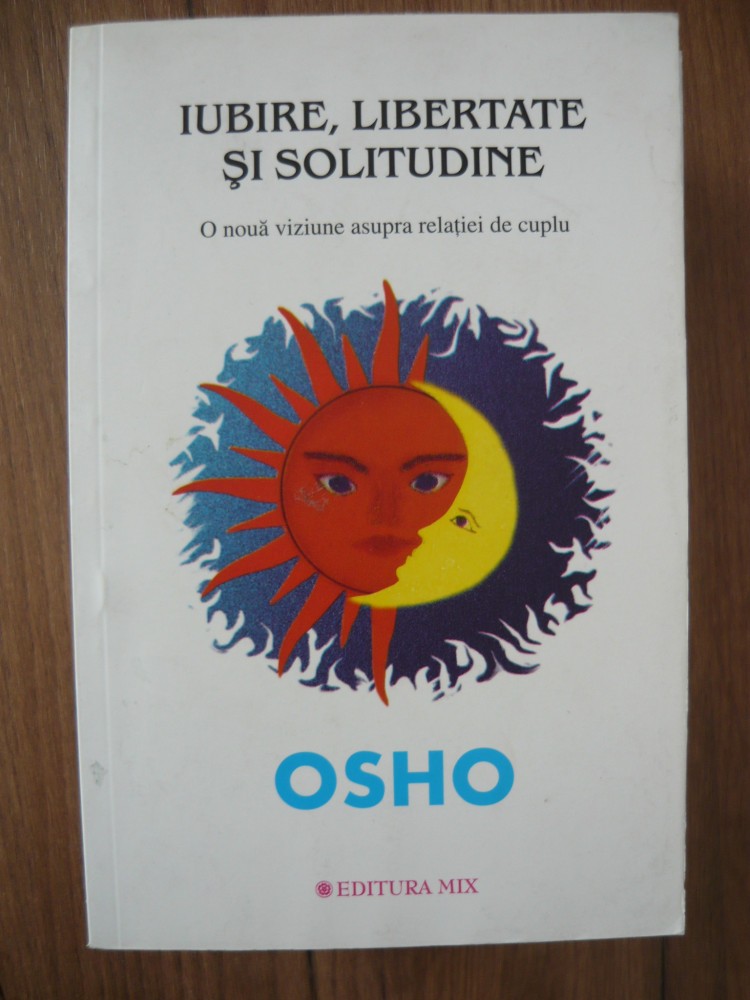 IUBIRE, LIBERTATE
ŞI SOLITUDINE
O nouă viziune asupra relaţiei de cuplu
OSHO
EDITURA MIX